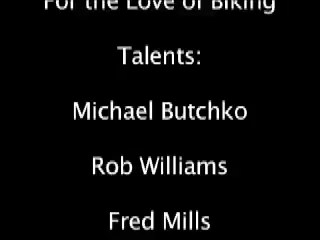 For the Love of Biking
Talents:
Michael Butchko
Rob Williams
Fred Mills